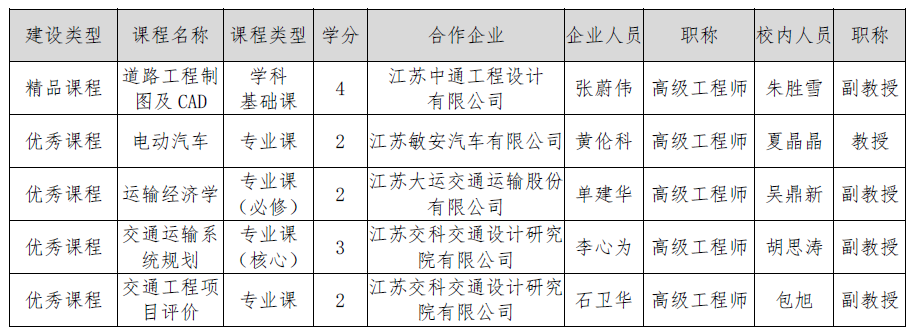 建设类型 课程名称 课程类型 学分 合作企业 企业人员 职称 校内人员 职称
精品课程 道路工程制图及CAD 学科基础课 4 江苏中通工程设计有限公司 张蔚伟 高级工程师 朱胜雪 副教授
优秀课程 电动汽车 专业课 2 江苏敏安汽车有限公司 黄伦科 高级工程师 夏晶晶 教授
优秀课程 运输经济学 专业课（必修） 2 江苏大运交通运输股份有限公司 单建华 高级工程师 吴鼎新 副教授
优秀课程 交通运输系统规划 专业课（核心） 3 江苏交科交通设计研究院有限公司 李心为 高级工程师 胡思涛 副教授
优秀课程 交通工程项目评价 专业课 2 江苏交科交通设计研究院有限公司 石卫华 高级工程师 包旭 副教授